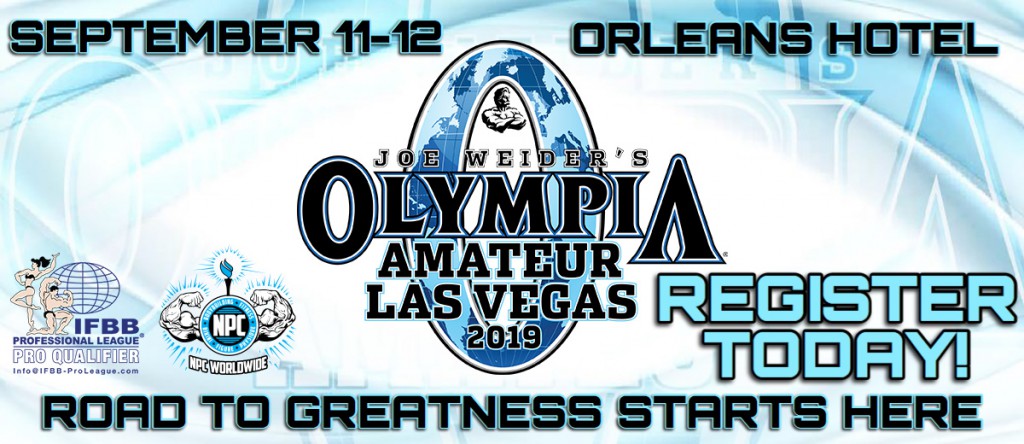 SEPTEMBER 11-12
ORLEANS HOTEL
JOE WEIDER'S
OLYMPIA
AMATEUR
LAS VEGAS
2019
REGISTER
TODAY!
IFBB
PROFESSIONAL LEAGUE
PRO QUALIFIER
Info@IFBB-ProLeague.com
NPC
NPC WORLDWIDE
ROAD TO GREATNESS STARTS HERE